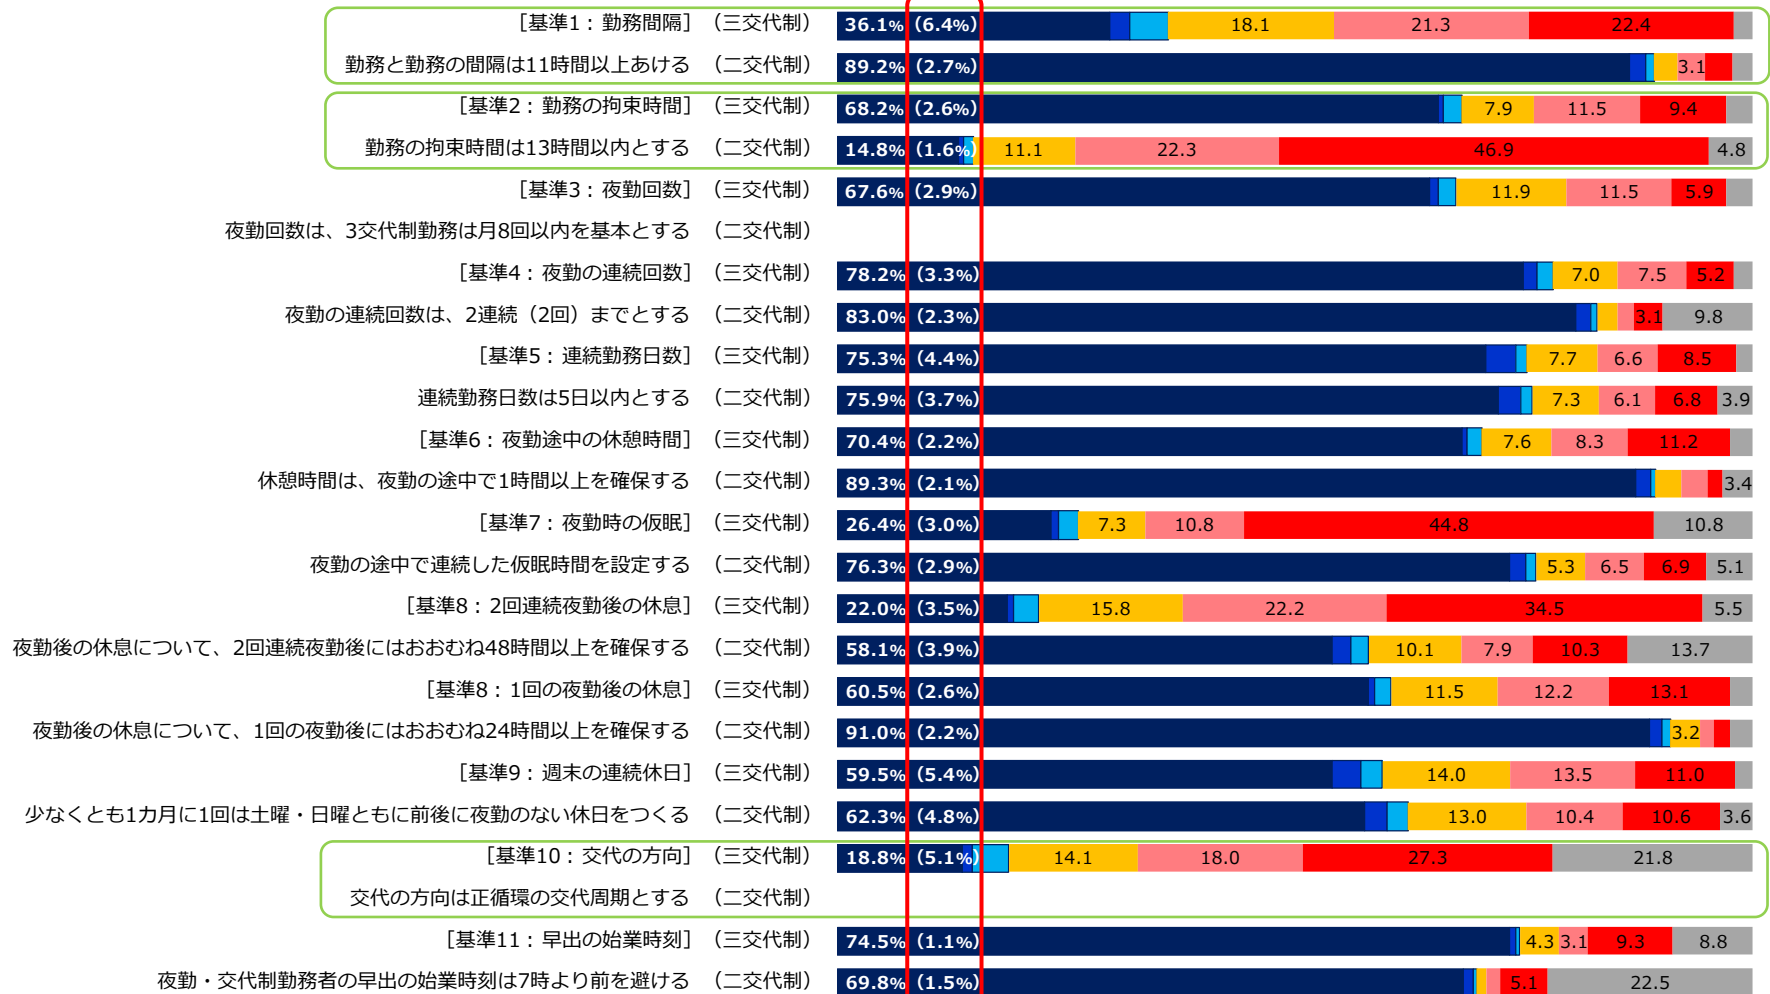 [基準1：勤務間隔] （三交代制） 36.1% (6.4%) 18.1 21.3 22.4
勤務と勤務の間隔は11時間以上あける （二交代制） 89.2% (2.7%) 3.1
[基準2：勤務の拘束時間] （三交代制） 68.2% (2.6%) 7.9 11.5 9.4
勤務の拘束時間は13時間以内とする （二交代制） 14.8% (1.6%) 11.1 22.3 46.9 4.8
[基準3：夜勤回数] （三交代制） 67.6% (2.9%) 11.9 11.5 5.9
夜勤回数は、3交代制勤務は月8回以内を基本とする （二交代制）
[基準4：夜勤の連続回数] （三交代制） 78.2% (3.3%) 7.0 7.5 5.2
夜勤の連続回数は、2連続（2回）までとする （二交代制） 83.0% (2.3%) 3.1 9.8
[基準5：連続勤務日数] （三交代制） 75.3% (4.4%) 7.7 6.6 8.5
連続勤務日数は5日以内とする （二交代制） 75.9% (3.7%) 7.3 6.1 6.8 3.9
[基準6：夜勤途中の休憩時間] （三交代制） 70.4% (2.2%) 7.6 8.3 11.2
休憩時間は、夜勤の途中で1時間以上を確保する （二交代制） 89.3% (2.1%) 3.4
[基準7：夜勤時の仮眠] （三交代制） 26.4% (3.0%) 7.3 10.8 44.8 10.8
夜勤の途中で連続した仮眠時間を設定する （二交代制） 76.3% (2.9%) 5.3 6.5 6.9 5.1
[基準8：2回連続夜勤後の休息] （三交代制） 22.0% (3.5%) 15.8 22.2 34.5 5.5
夜勤後の休息について、2回連続夜勤後にはおおむね48時間以上を確保する （二交代制） 58.1% (3.9%) 10.1 7.9 10.3 13.7
[基準8：1回の夜勤後の休息] （三交代制） 60.5% (2.6%) 11.5 12.2 13.1
夜勤後の休息について、1回の夜勤後にはおおむね24時間以上を確保する （二交代制） 91.0% (2.2%) 3.2
[基準9：週末の連続休日] （三交代制） 59.5% (5.4%) 14.0 13.5 11.0
少なくとも1カ月に1回は土曜・日曜ともに前後に夜勤のない休日をつくる （二交代制） 62.3% (4.8%) 13.0 10.4 10.6 3.6
[基準10：交代の方向] （三交代制） 18.8% (5.1%) 14.1 18.0 27.3 21.8
交代の方向は正循環の交代周期とする （二交代制）
[基準11：早出の始業時刻] （三交代制） 74.5% (1.1%) 4.3 3.1 9.3 8.8
夜勤・交代制勤務者の早出の始業時刻は7時より前を避ける （二交代制） 69.8% (1.5%) 5.1 22.5